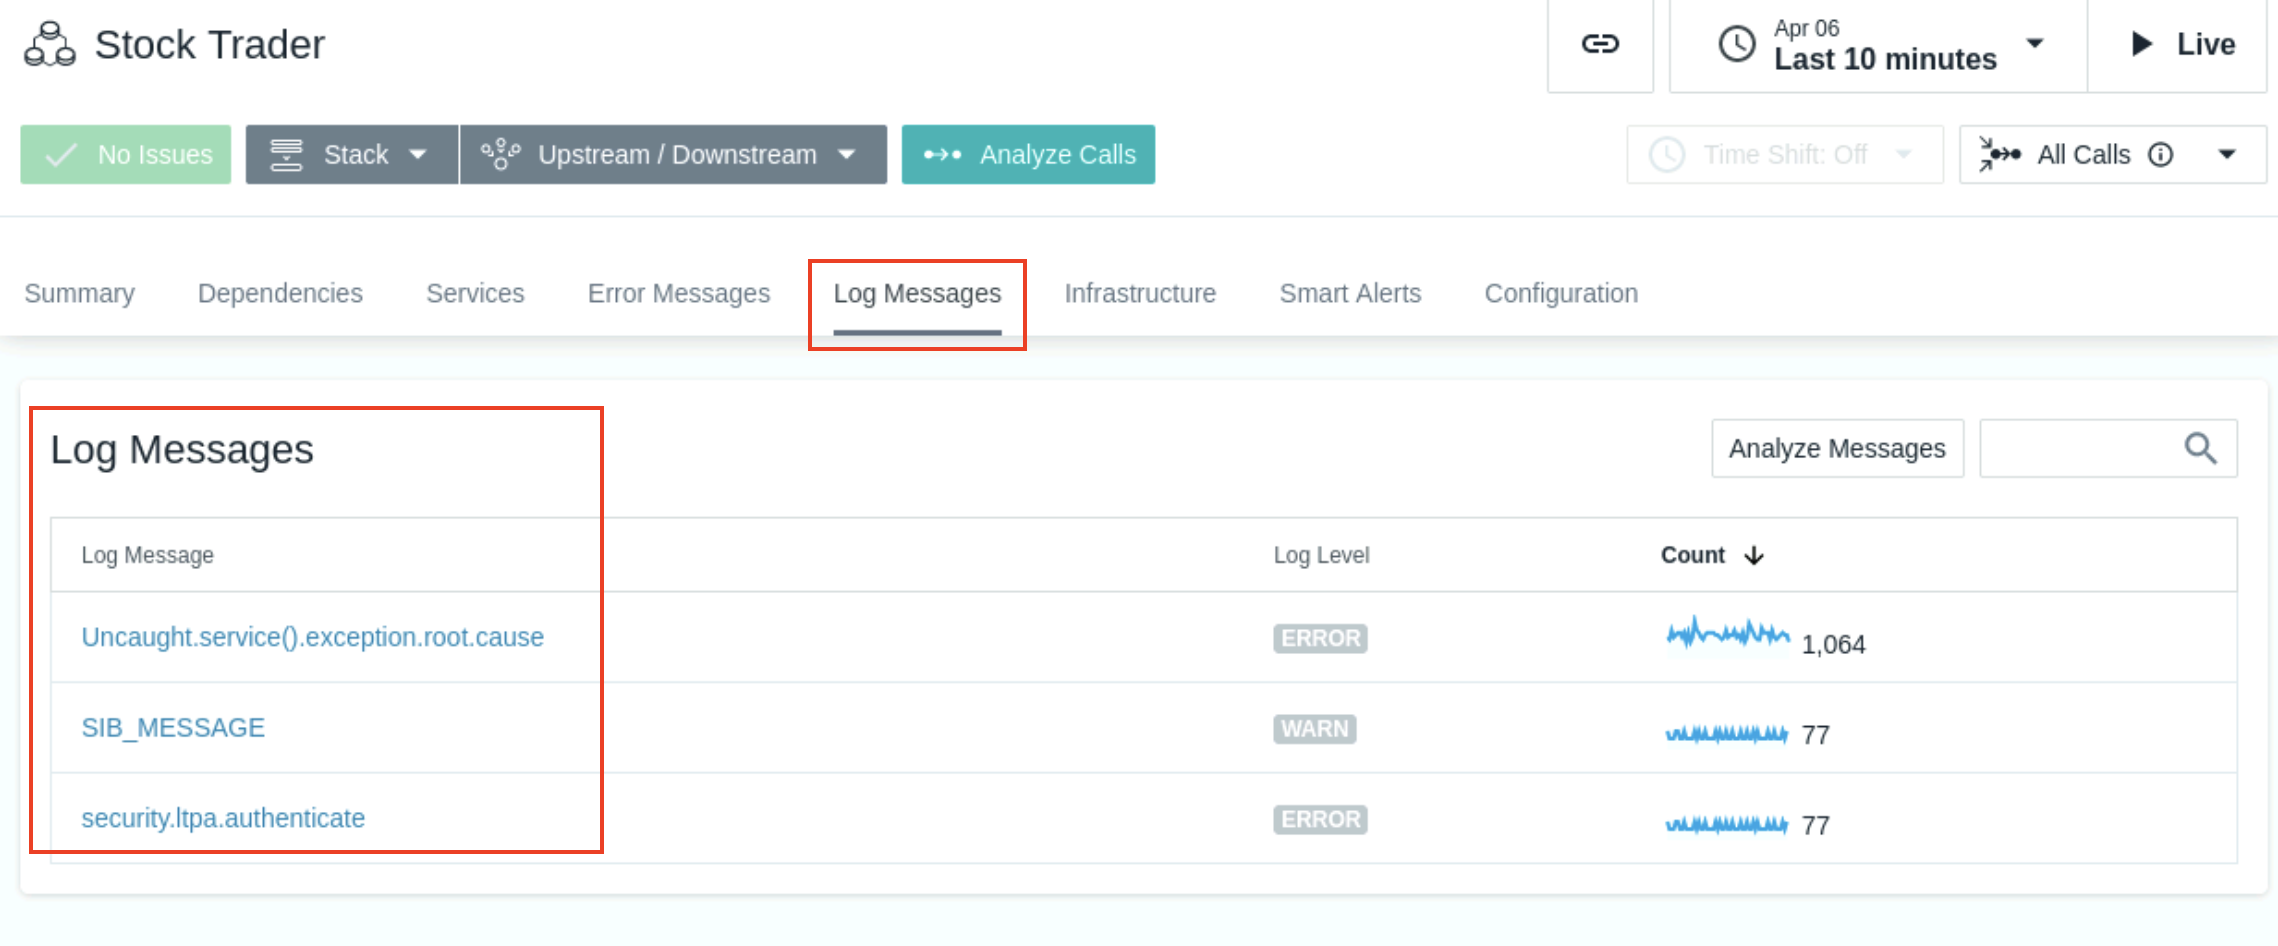 Stock Trader
Apr 06
Last 10 minutes
Live
No Issues
Stack
Upstream / Downstream
Analyze Calls
Time Shift: Off
All Calls
Summary
Dependencies
Services
Error Messages
Log Messages
Infrastructure
Smart Alerts
Configuration
Log Messages
Analyze Messages
Log Message
Log Level
Count
Uncaught.service().exception.root.cause
ERROR
1,064
SIB_MESSAGE
WARN
77
security.ltpa.authenticate
ERROR
77